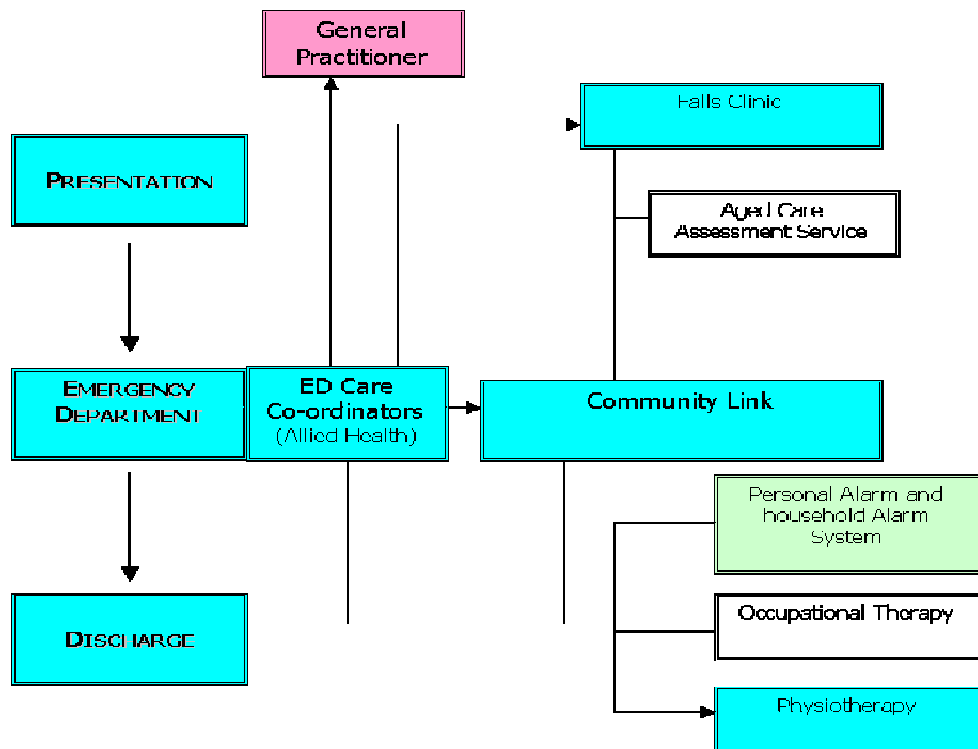 General
Practitioner
Falls Clinic
PRESENTATION
Aged Care
Assessment Service
EMERGENCY
DEPARTMENT
ED Care
Co-ordinators
(Allied Health)
Community Link
Personal Alarm and
household Alarm
System
Occupational Therapy
DISCHARGE
Physiotherapy